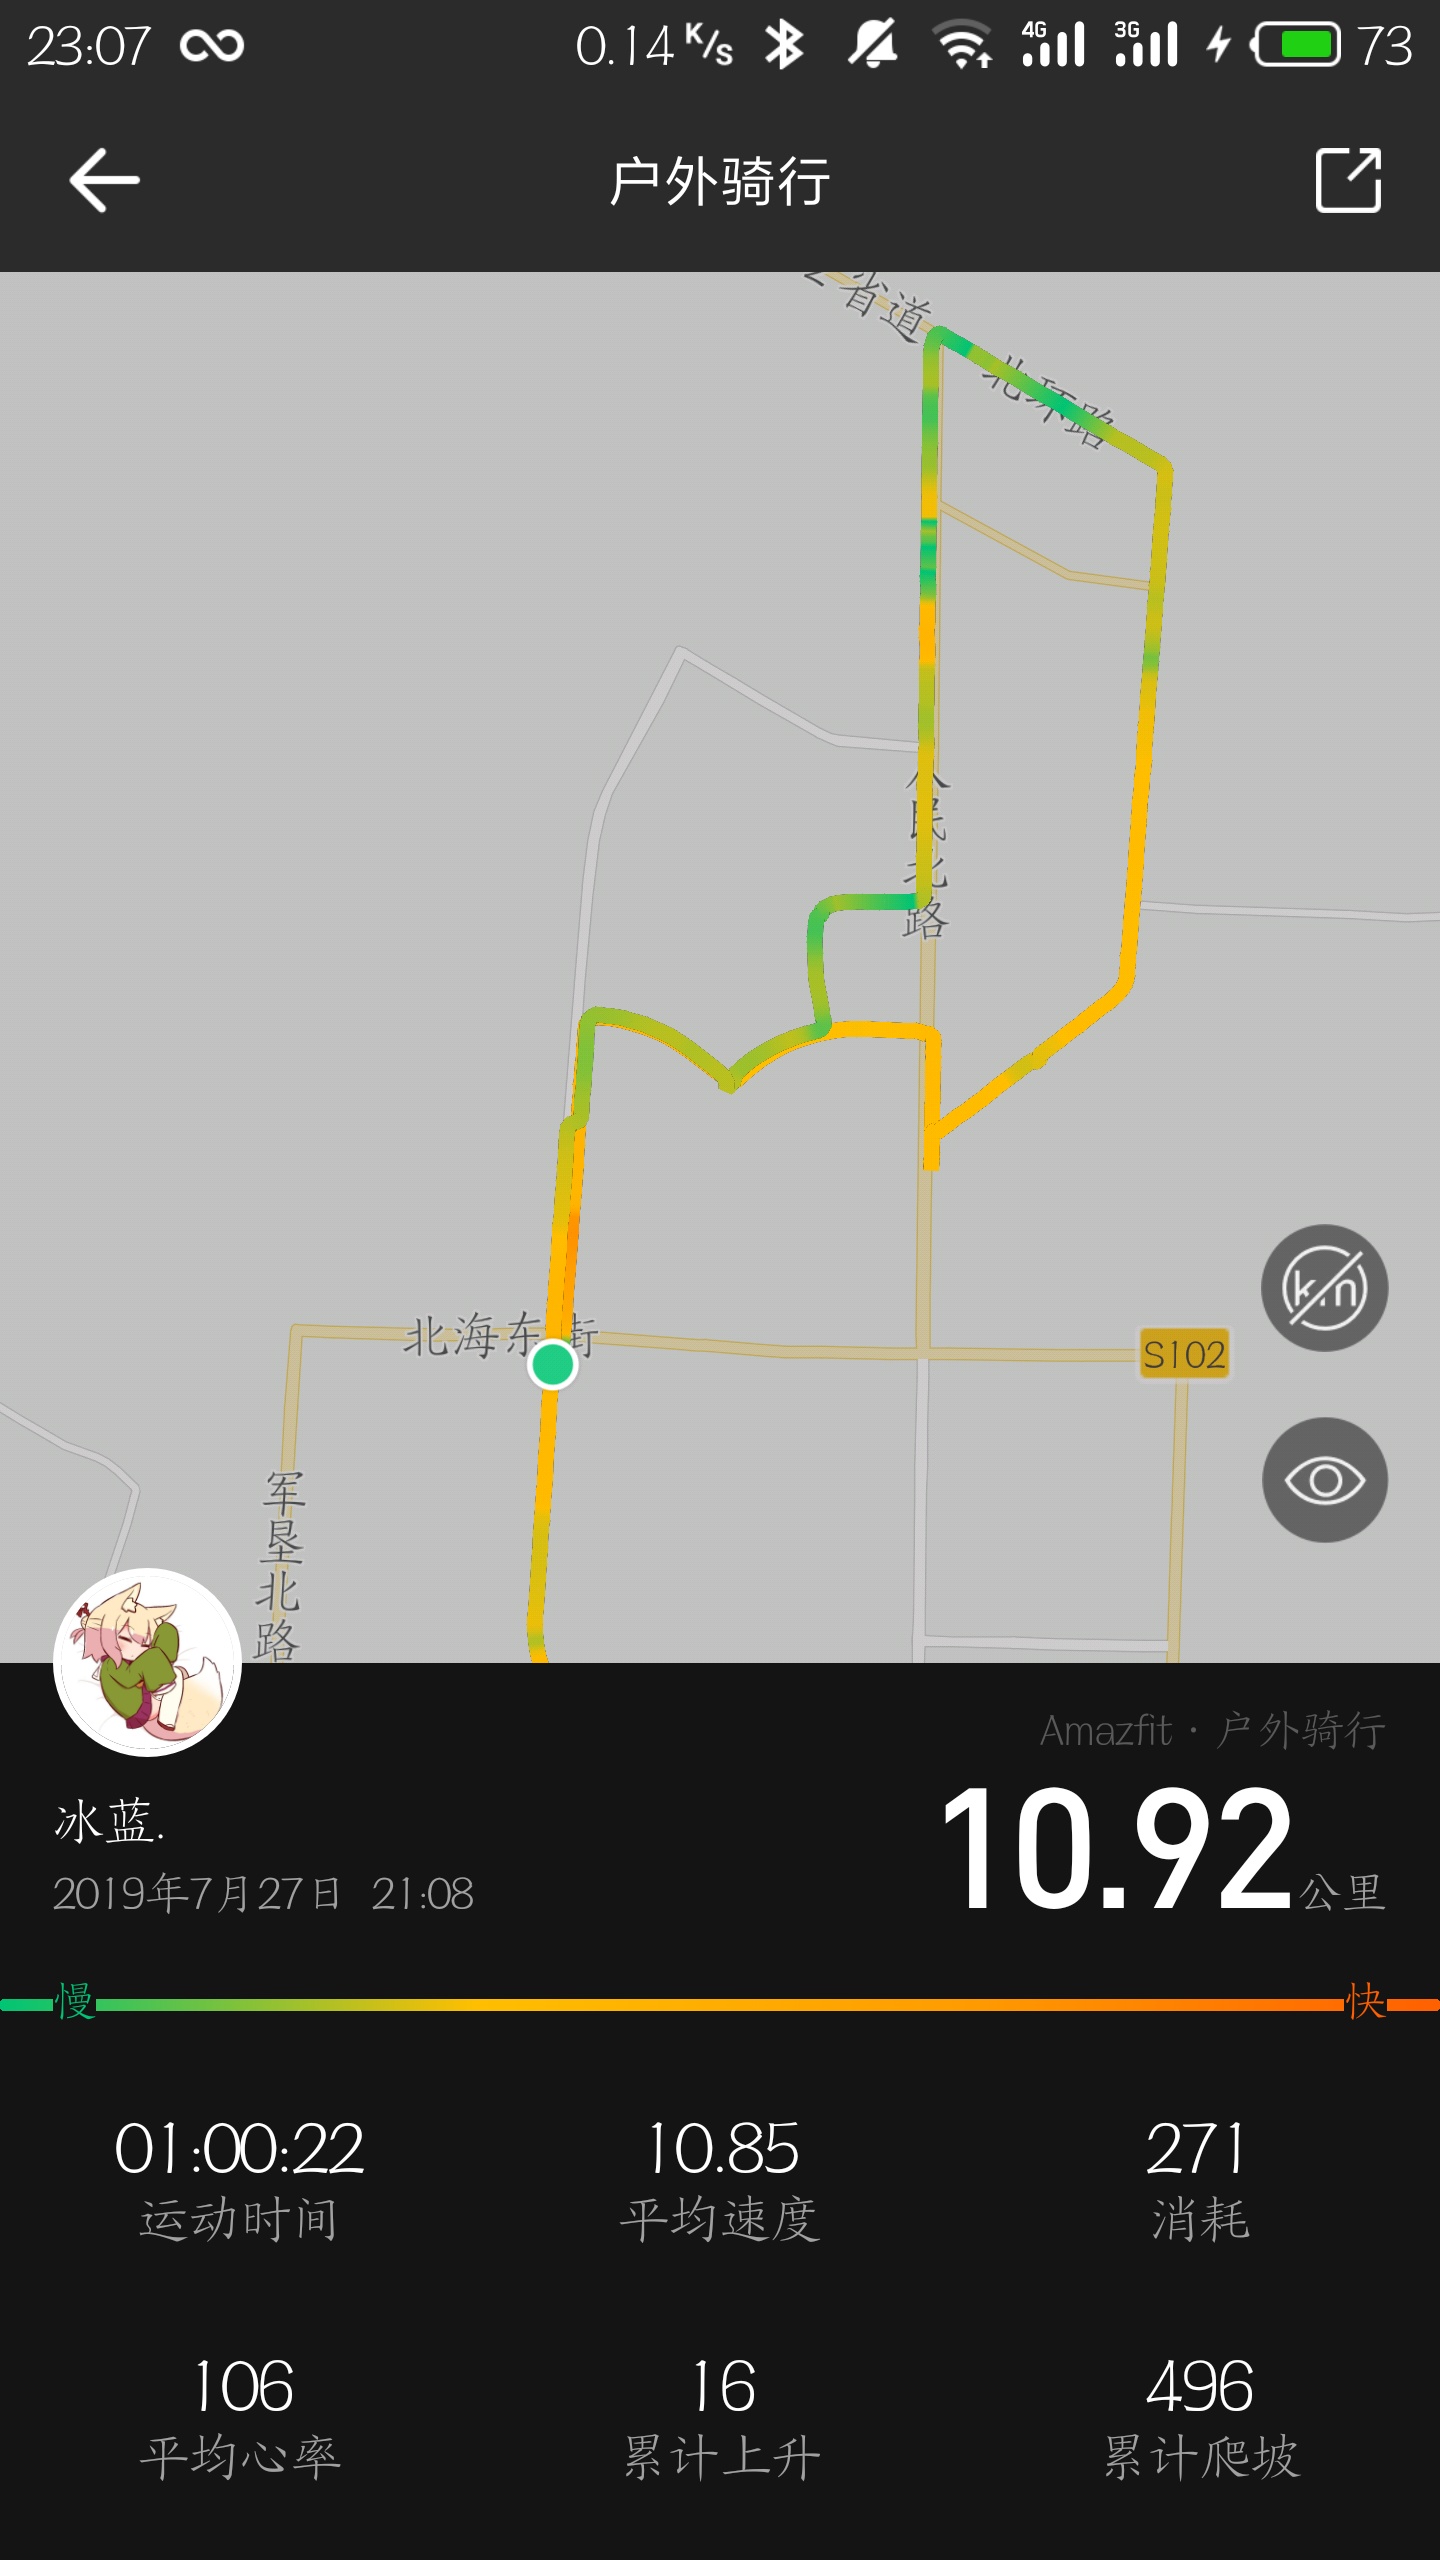 23:07 0.14 K/s 4G 3G 73
户外骑行
省道
北环路
人民北路
北海东街
S102
军垦北路
km
Amazfit · 户外骑行
冰蓝.
10.92公里
2019年7月27日 21:08
慢 快
01:00:22 10.85 271
运动时间 平均速度 消耗
106 16 496
平均心率 累计上升 累计爬坡